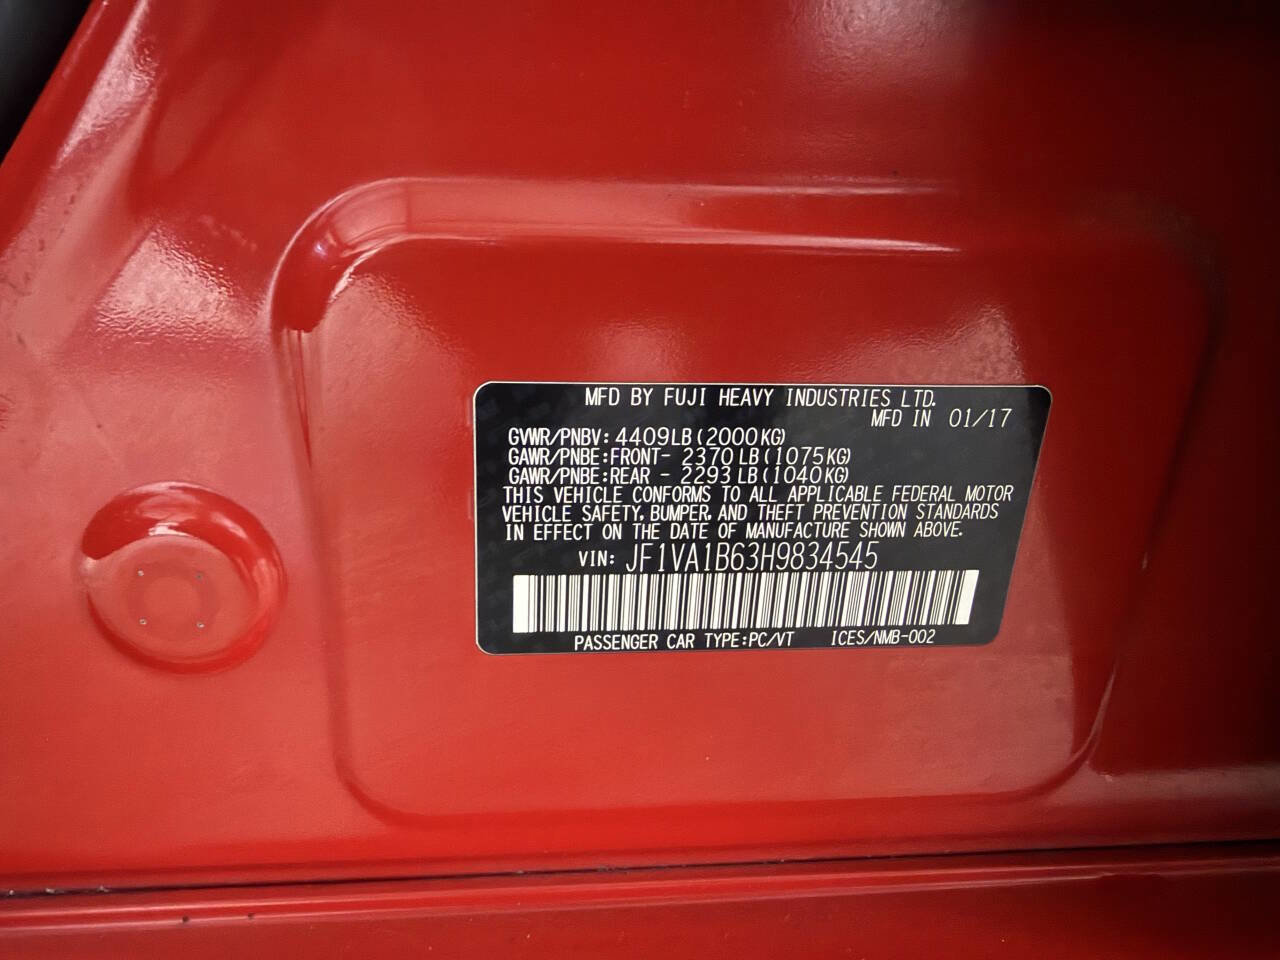 MFD BY FUJI HEAVY INDUSTRIES LTD.
MFD IN 01/17
GVWR/PNBV: 4409LB(2000KG)
GAWR/PNBE:FRONT- 2370LB(1075KG)
GAWR/PNBE:REAR - 2293LB(1040KG)
THIS VEHICLE CONFORMS TO ALL APPLICABLE FEDERAL MOTOR
VEHICLE SAFETY, BUMPER, AND THEFT PREVENTION STANDARDS
IN EFFECT ON THE DATE OF MANUFACTURE SHOWN ABOVE.
VIN: JF1VA1B63H9834545
PASSENGER CAR TYPE:PC/VT ICES/NMB-002